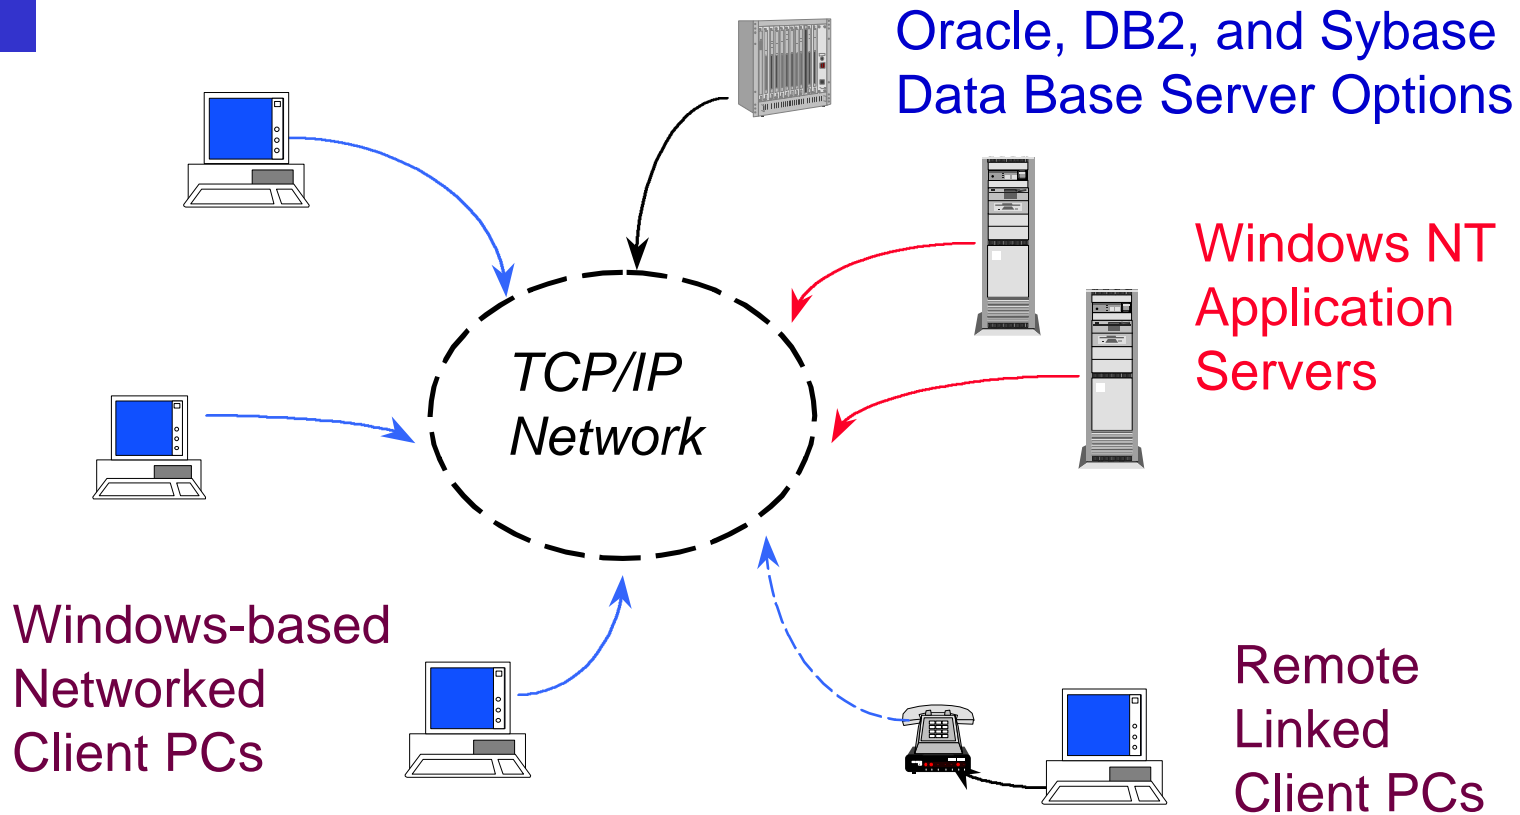 Oracle, DB2, and Sybase
Data Base Server Options
Windows NT
Application
Servers
TCP/IP
Network
Windows-based
Networked
Client PCs
Remote
Linked
Client PCs